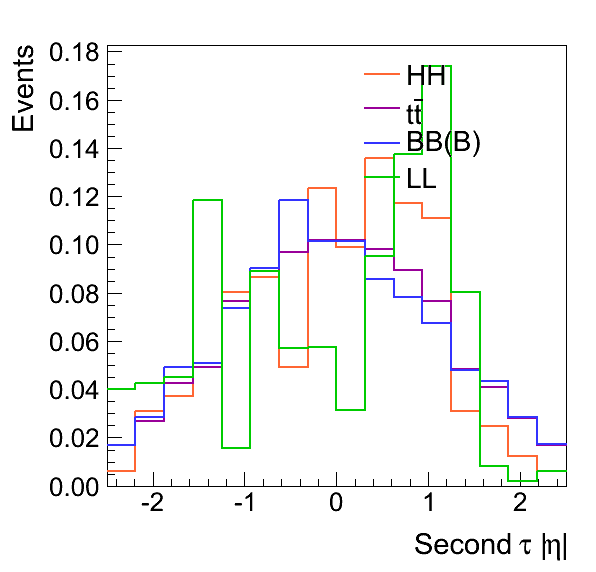 Events
0.18
0.16
0.14
0.12
0.10
0.08
0.06
0.04
0.02
0.00
HH
tt̄
BB(B)
LL
-2 -1 0 1 2
Second τ |η|